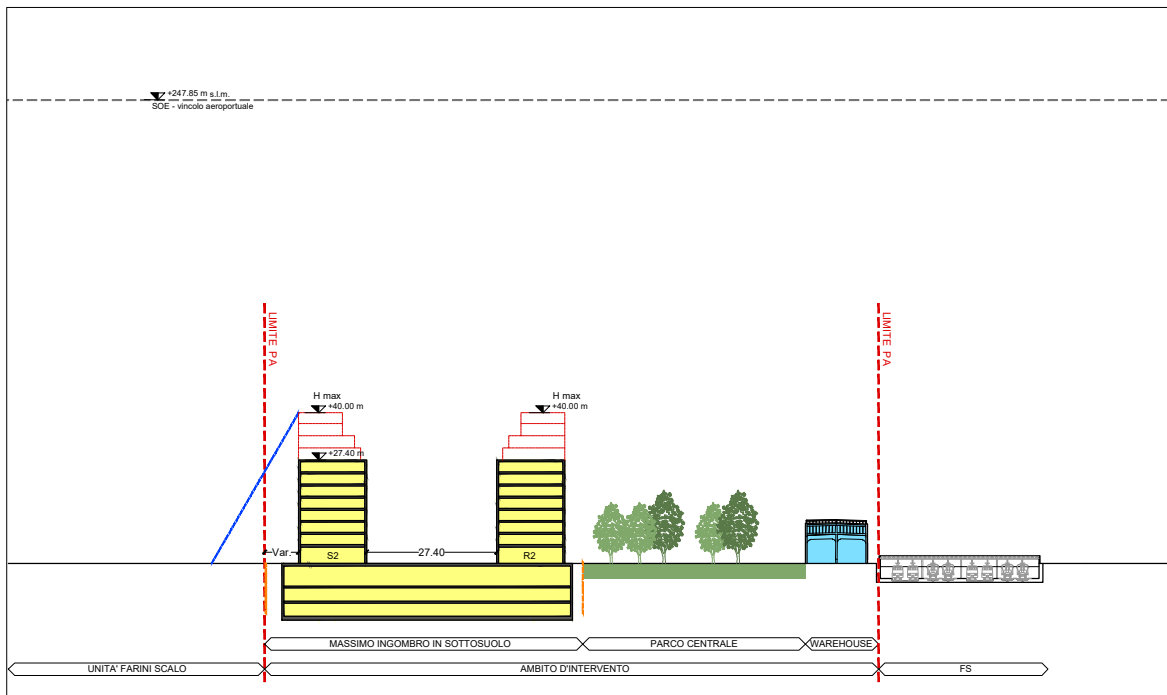 +247.85 m s.l.m.
SOE - vincolo aeroportuale
LIMITE PA
LIMITE PA
H max
+40.00 m
H max
+40.00 m
+27.40 m
Var.
S2
27.40
R2
MASSIMO INGOMBRO IN SOTTOSUOLO
PARCO CENTRALE
WAREHOUSE
UNITA' FARINI SCALO
AMBITO D'INTERVENTO
FS